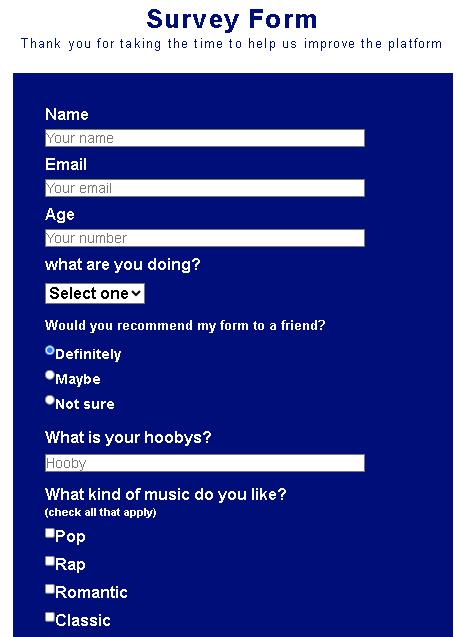 Survey Form
Thank you for taking the time to help us improve the platform
Name
Your name
Email
Your email
Age
Your number
what are you doing?
Select one
Would you recommend my form to a friend?
Definitely
Maybe
Not sure
What is your hoobys?
Hooby
What kind of music do you like?
(check all that apply)
Pop
Rap
Romantic
Classic